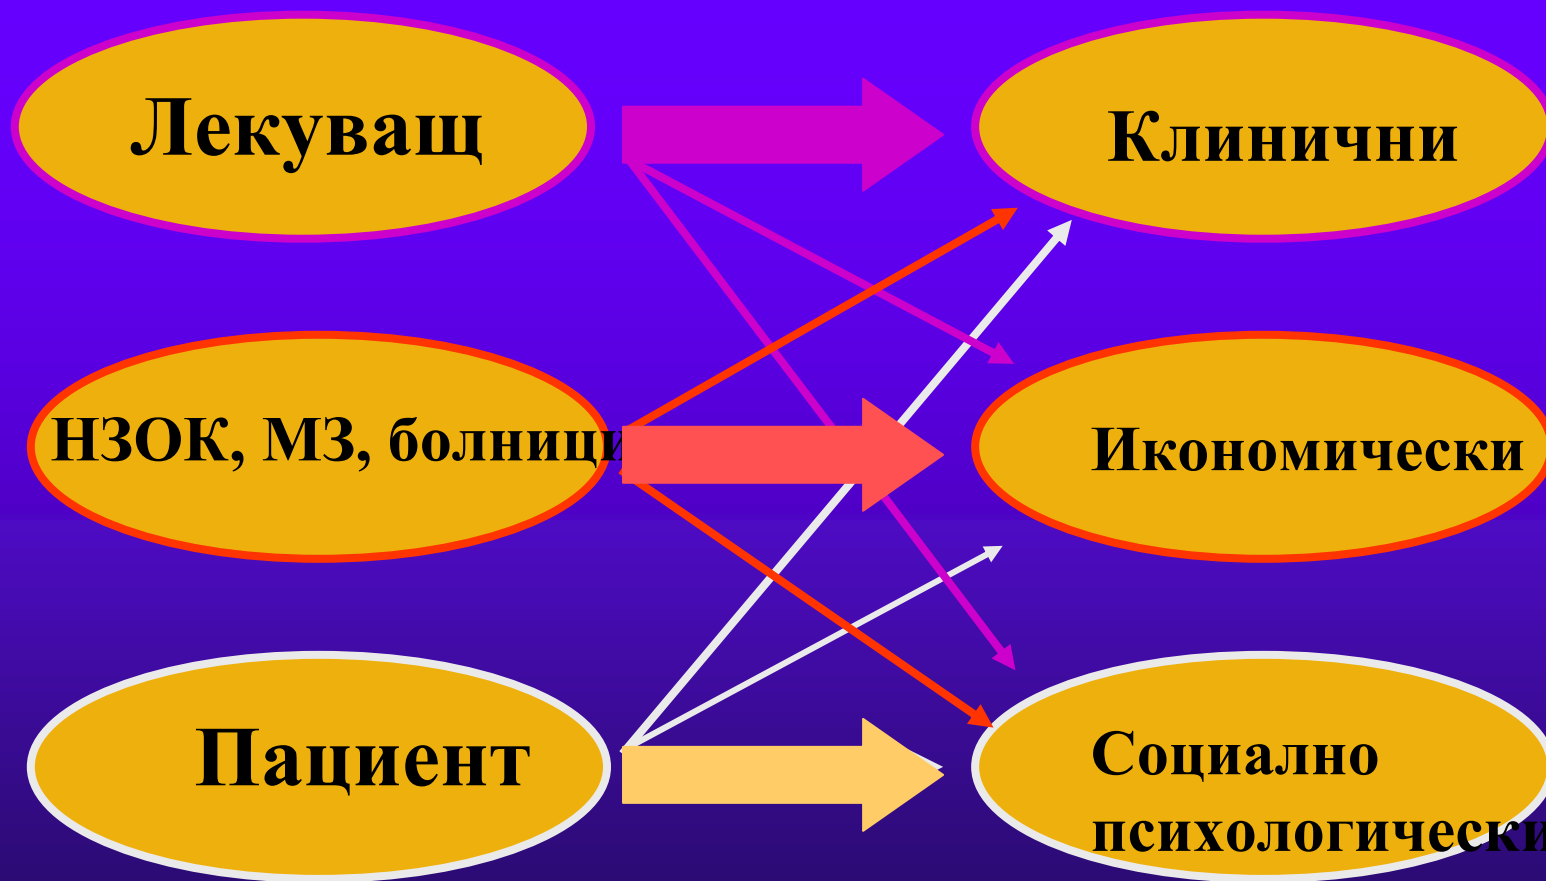 Лекуващ
Клинични
НЗОК, МЗ, болници
Икономически
Пациент
Социално
психологически